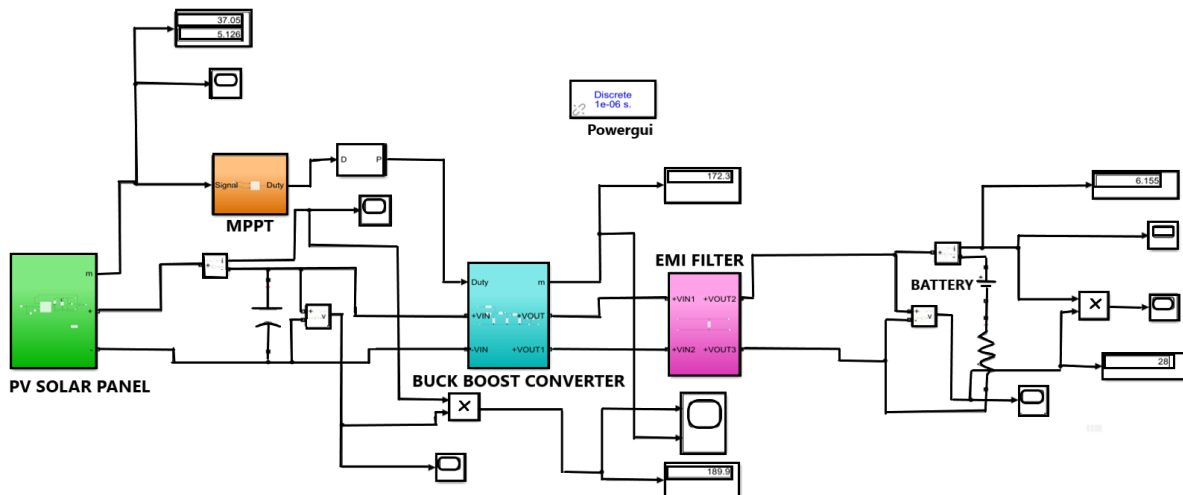 37.05
5.126
Discrete
1e-06 s.
Powergui
D P
Signal Duty
MPPT
172.3
6.155
m
+
-
PV SOLAR PANEL
+ i
-
+ v
-
Duty m
+VIN +VOUT
-VIN +VOUT1
BUCK BOOST CONVERTER
EMI FILTER
+VIN1 +VOUT2
+VIN2 +VOUT3
+ i
-
BATTERY
+
+ v
-
×
28
×
189.9